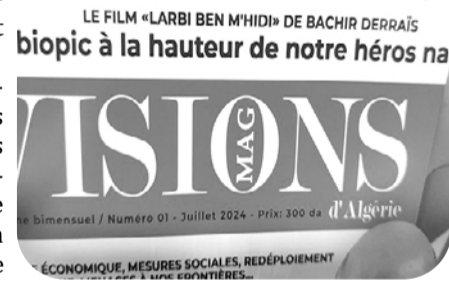 LE FILM «LARBI BEN M'HIDI» DE BACHIR DERRAÏS
biopic à la hauteur de notre héros
VISIONS
MAG
d'Algérie
bimensuel / Numéro 01 - Juillet 2024 - Prix: 300 da
ÉCONOMIQUE, MESURES SOCIALES, REDÉPLOIEMENT
À NOS FRONTIÈRES...